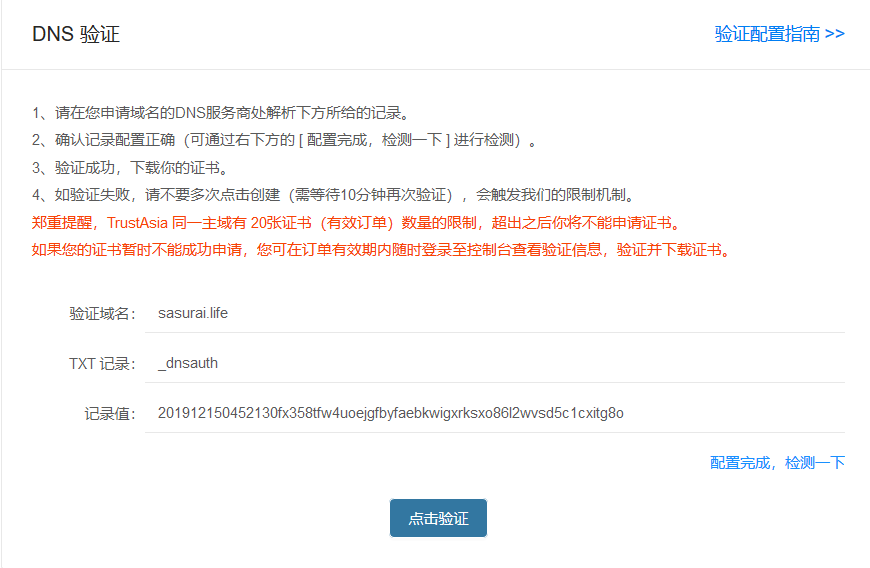 DNS 验证
验证配置指南 >>
1、请在您申请域名的DNS服务商处解析下方所给的记录。
2、确认记录配置正确（可通过右下方的 [ 配置完成，检测一下 ] 进行检测）。
3、验证成功，下载你的证书。
4、如验证失败，请不要多次点击创建（需等待10分钟再次验证），会触发我们的限制机制。
郑重提醒，TrustAsia 同一主域有 20张证书（有效订单）数量的限制，超出之后你将不能申请证书。
如果您的证书暂时不能成功申请，您可在订单有效期内随时登录至控制台查看验证信息，验证并下载证书。
验证域名： sasurai.life
TXT 记录： _dnsauth
记录值： 201912150452130fx358tfw4uoejgfbyfaebkwigxrksxo86l2wvsd5c1cxitg8o
配置完成，检测一下
点击验证